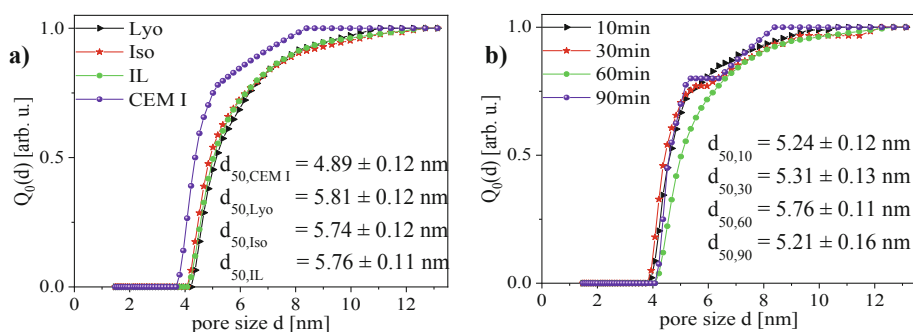 a)
Lyo
Iso
IL
CEM I
d50,CEM I = 4.89 ± 0.12 nm
d50,Lyo = 5.81 ± 0.12 nm
d50,Iso = 5.74 ± 0.12 nm
d50,IL = 5.76 ± 0.11 nm
Q0(d) [arb. u.]
1.0
0.5
0.0
0 2 4 6 8 10 12
pore size d [nm]
b)
10min
30min
60min
90min
d50,10 = 5.24 ± 0.12 nm
d50,30 = 5.31 ± 0.13 nm
d50,60 = 5.76 ± 0.11 nm
d50,90 = 5.21 ± 0.16 nm
Q0(d) [arb. u.]
1.0
0.5
0.0
0 2 4 6 8 10 12
pore size d [nm]